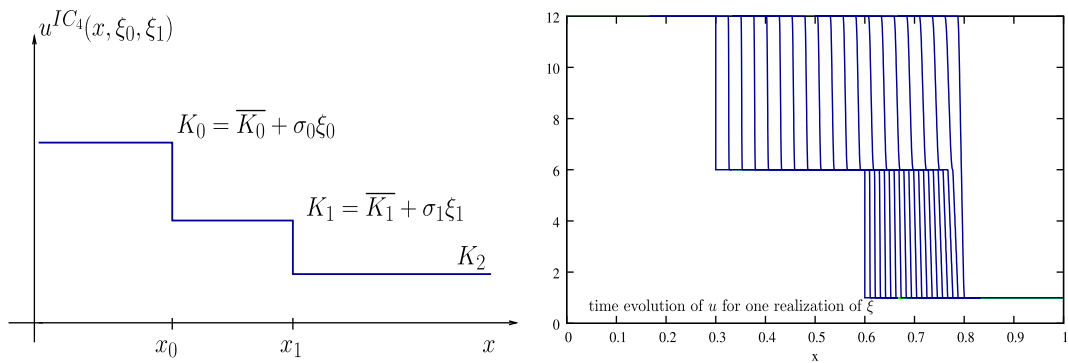 u^{IC_4}(x, ξ_0, ξ_1)
K_0 = \overline{K_0} + σ_0ξ_0
K_1 = \overline{K_1} + σ_1ξ_1
K_2
x_0
x_1
x
12
10
8
6
4
2
0
time evolution of u for one realization of ξ
0 0.1 0.2 0.3 0.4 0.5 0.6 0.7 0.8 0.9 1
x